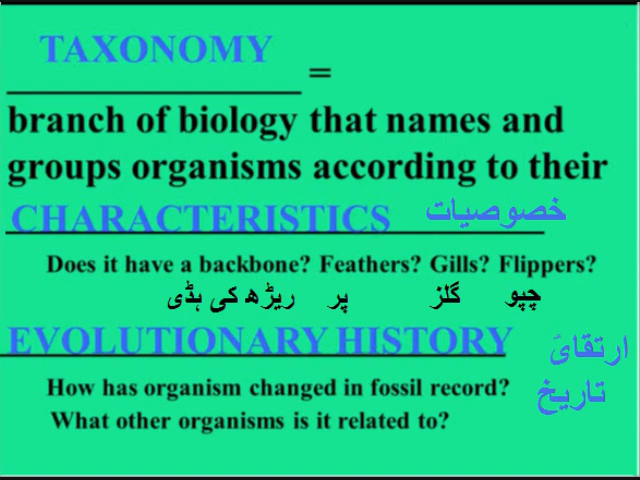 TAXONOMY
=
branch of biology that names and
groups organisms according to their
CHARACTERISTICS خصوصیات
Does it have a backbone? Feathers? Gills? Flippers?
ریڑھ کی ہڈی پر گلز چپو
EVOLUTIONARY HISTORY ارتقائ
How has organism changed in fossil record? تاریخ
What other organisms is it related to?